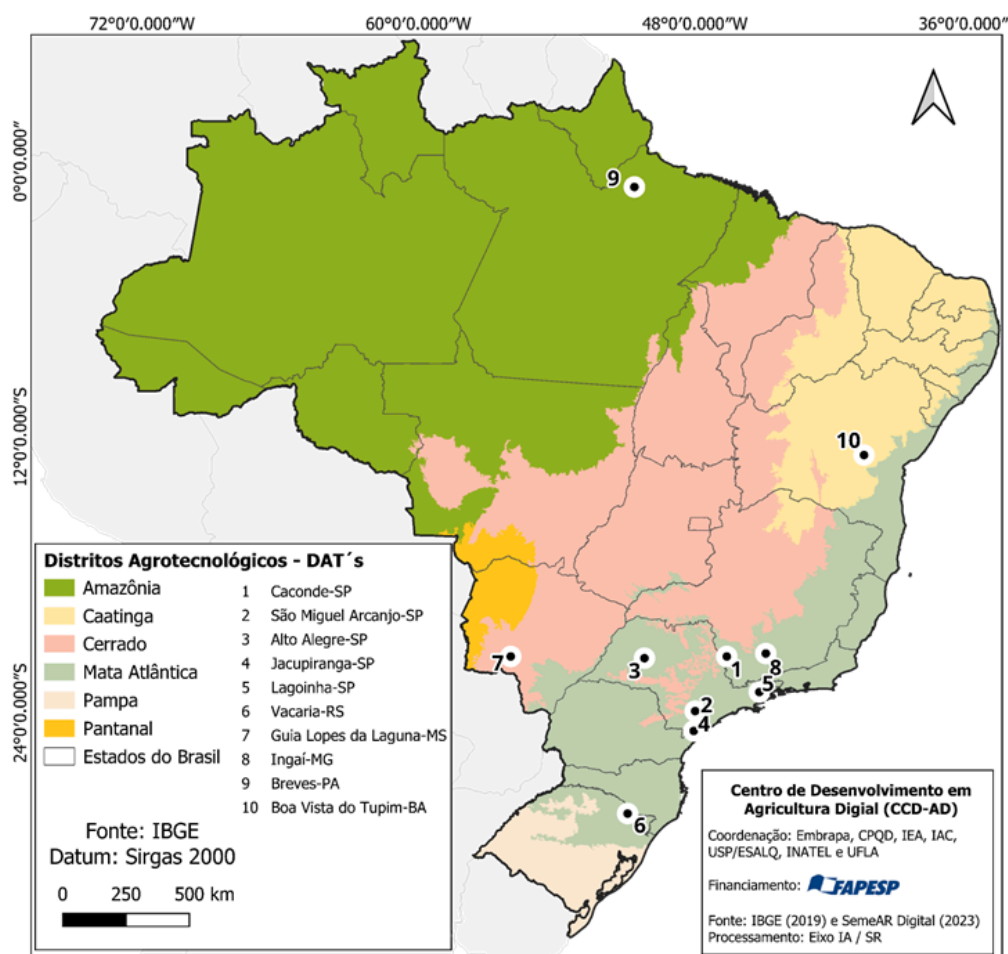 72°0'0.000"W
60°0'0.000"W
48°0'0.000"W
36°0'0.000"W
0°0'0.000"
12°0'0.000"S
24°0'0.000"S
9
10
7
3
1
8
5
2
4
6
Distritos Agrotecnológicos - DAT´s
Amazônia
Caatinga
Cerrado
Mata Atlântica
Pampa
Pantanal
Estados do Brasil
1 Caconde-SP
2 São Miguel Arcanjo-SP
3 Alto Alegre-SP
4 Jacupiranga-SP
5 Lagoinha-SP
6 Vacaria-RS
7 Guia Lopes da Laguna-MS
8 Ingaí-MG
9 Breves-PA
10 Boa Vista do Tupim-BA
Fonte: IBGE
Datum: Sirgas 2000
0 250 500 km
Centro de Desenvolvimento em
Agricultura Digial (CCD-AD)
Coordenação: Embrapa, CPQD, IEA, IAC,
USP/ESALQ, INATEL e UFLA
Financiamento: FAPESP
Fonte: IBGE (2019) e SemeAR Digital (2023)
Processamento: Eixo IA / SR